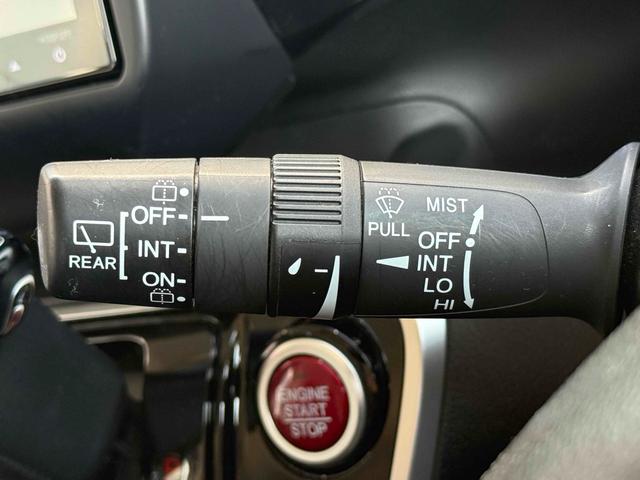 OFF
INT
REAR
ON
PULL
MIST
OFF
INT
LO
HI
ENGINE
START
STOP